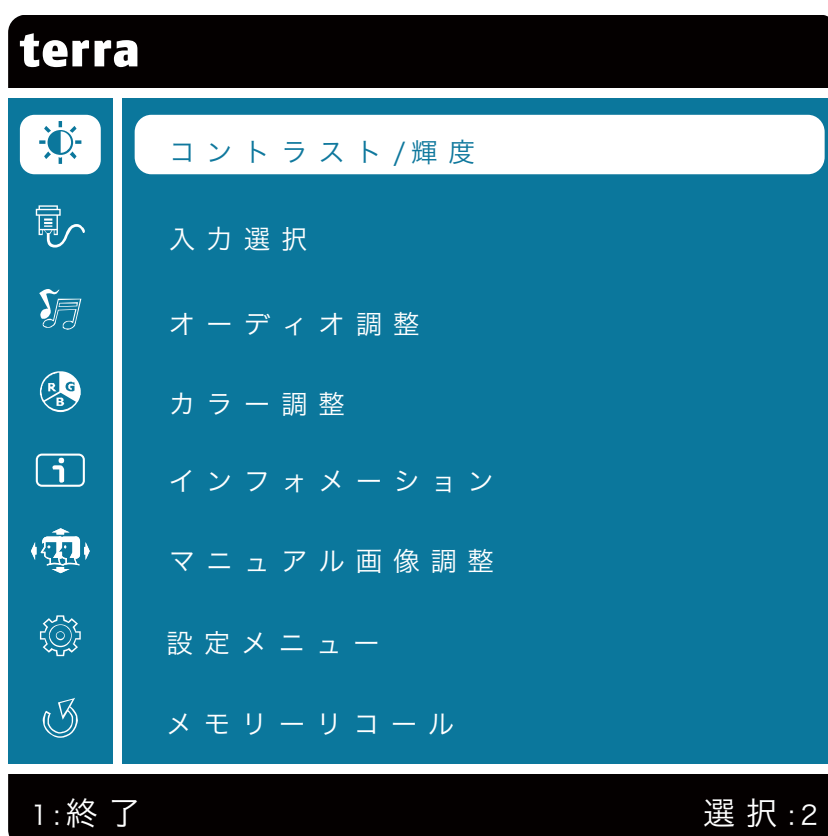 terra
コントラスト/輝度
入力選択
オーディオ調整
カラー調整
R G
B
インフォメーション
マニュアル画像調整
設定メニュー
メモリーリコール
1:終了 選択:2